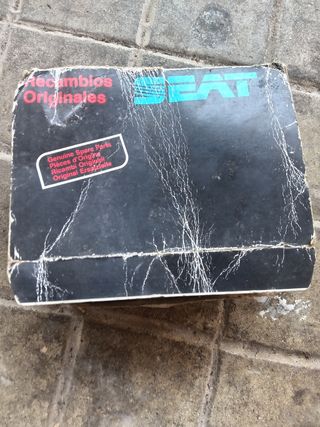 Recambios
Originales
SEAT
Genuine Spare Parts
Pièces d'Origine
Ricambi Originali
Original Ersatzteile